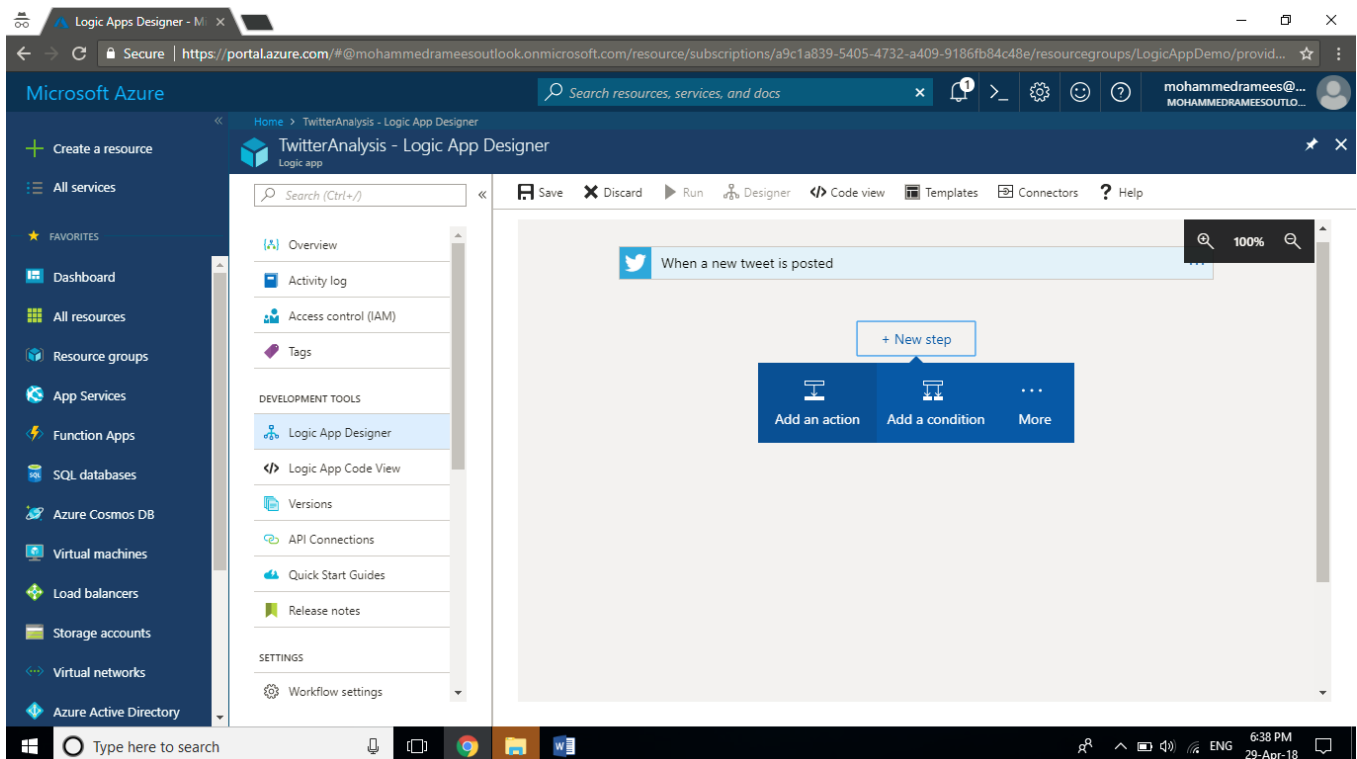 Logic Apps Designer - Mi
Secure | https://portal.azure.com/#@mohammedrameesoutlook.onmicrosoft.com/resource/subscriptions/a9c1a839-5405-4732-a409-9186fb84c48e/resourcegroups/LogicAppDemo/provid...
Microsoft Azure
Search resources, services, and docs
1
mohammedramees@...
MOHAMMEDRAMEESOUTLO...
Home > TwitterAnalysis - Logic App Designer
TwitterAnalysis - Logic App Designer
Logic app
Create a resource
All services
FAVORITES
Dashboard
All resources
Resource groups
App Services
Function Apps
SQL databases
Azure Cosmos DB
Virtual machines
Load balancers
Storage accounts
Virtual networks
Azure Active Directory
Search (Ctrl+/)
Overview
Activity log
Access control (IAM)
Tags
DEVELOPMENT TOOLS
Logic App Designer
Logic App Code View
Versions
API Connections
Quick Start Guides
Release notes
SETTINGS
Workflow settings
Save Discard Run Designer Code view Templates Connectors ? Help
100%
When a new tweet is posted
+ New step
Add an action Add a condition More
Type here to search
ENG
6:38 PM
29-Apr-18